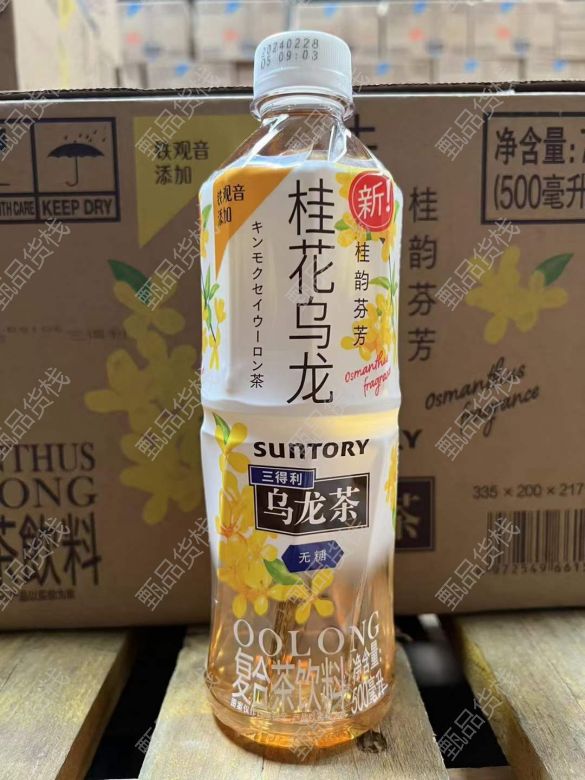 20240228
05 09:03
铁观音
添加
新!
桂花乌龙
桂韵芬芳
キンモクセイウーロン茶
Osmanthus
fragrance
SUNTORY
三得利
乌龙茶
无糖
OOLONG
复合茶饮料
净含量:
500毫升
KEEP DRY
铁观音
添加
净含量:
(500毫升
桂韵芬芳
Osmanthus
fragrance
335×200×217
茶飲料
甄品货栈